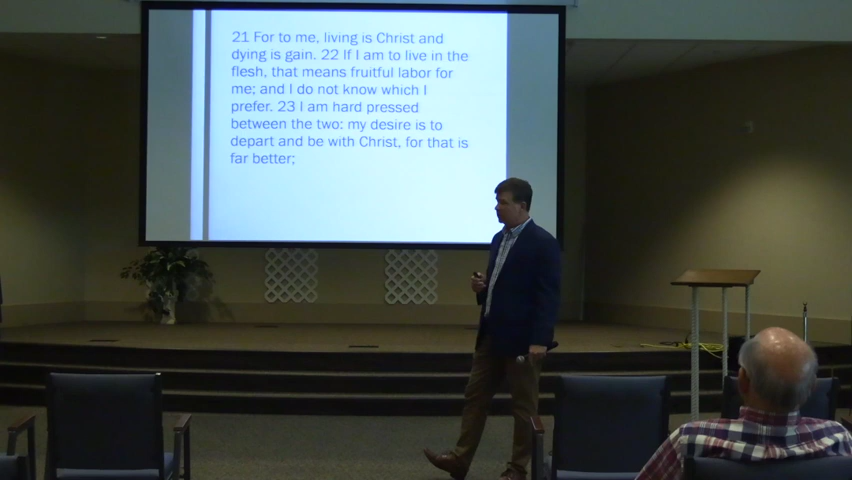 21 For to me, living is Christ and
dying is gain. 22 If I am to live in the
flesh, that means fruitful labor for
me; and I do not know which I
prefer. 23 I am hard pressed
between the two: my desire is to
depart and be with Christ, for that is
far better;